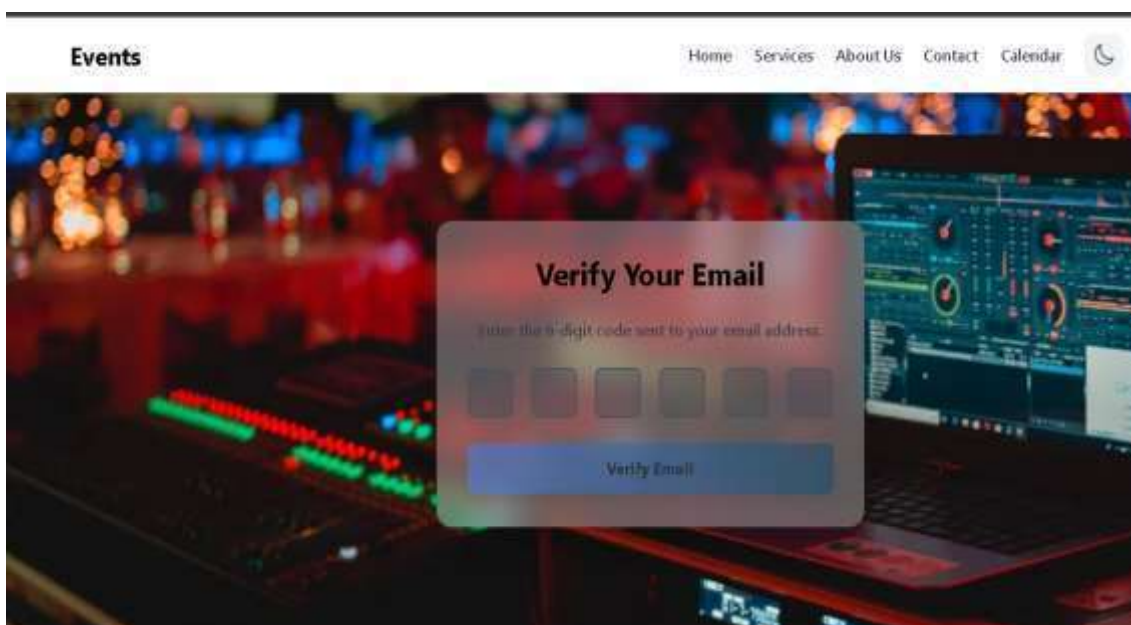 Events
Home Services About Us Contact Calendar
Verify Your Email
Enter the 6-digit code sent to your email address.
Verify Email